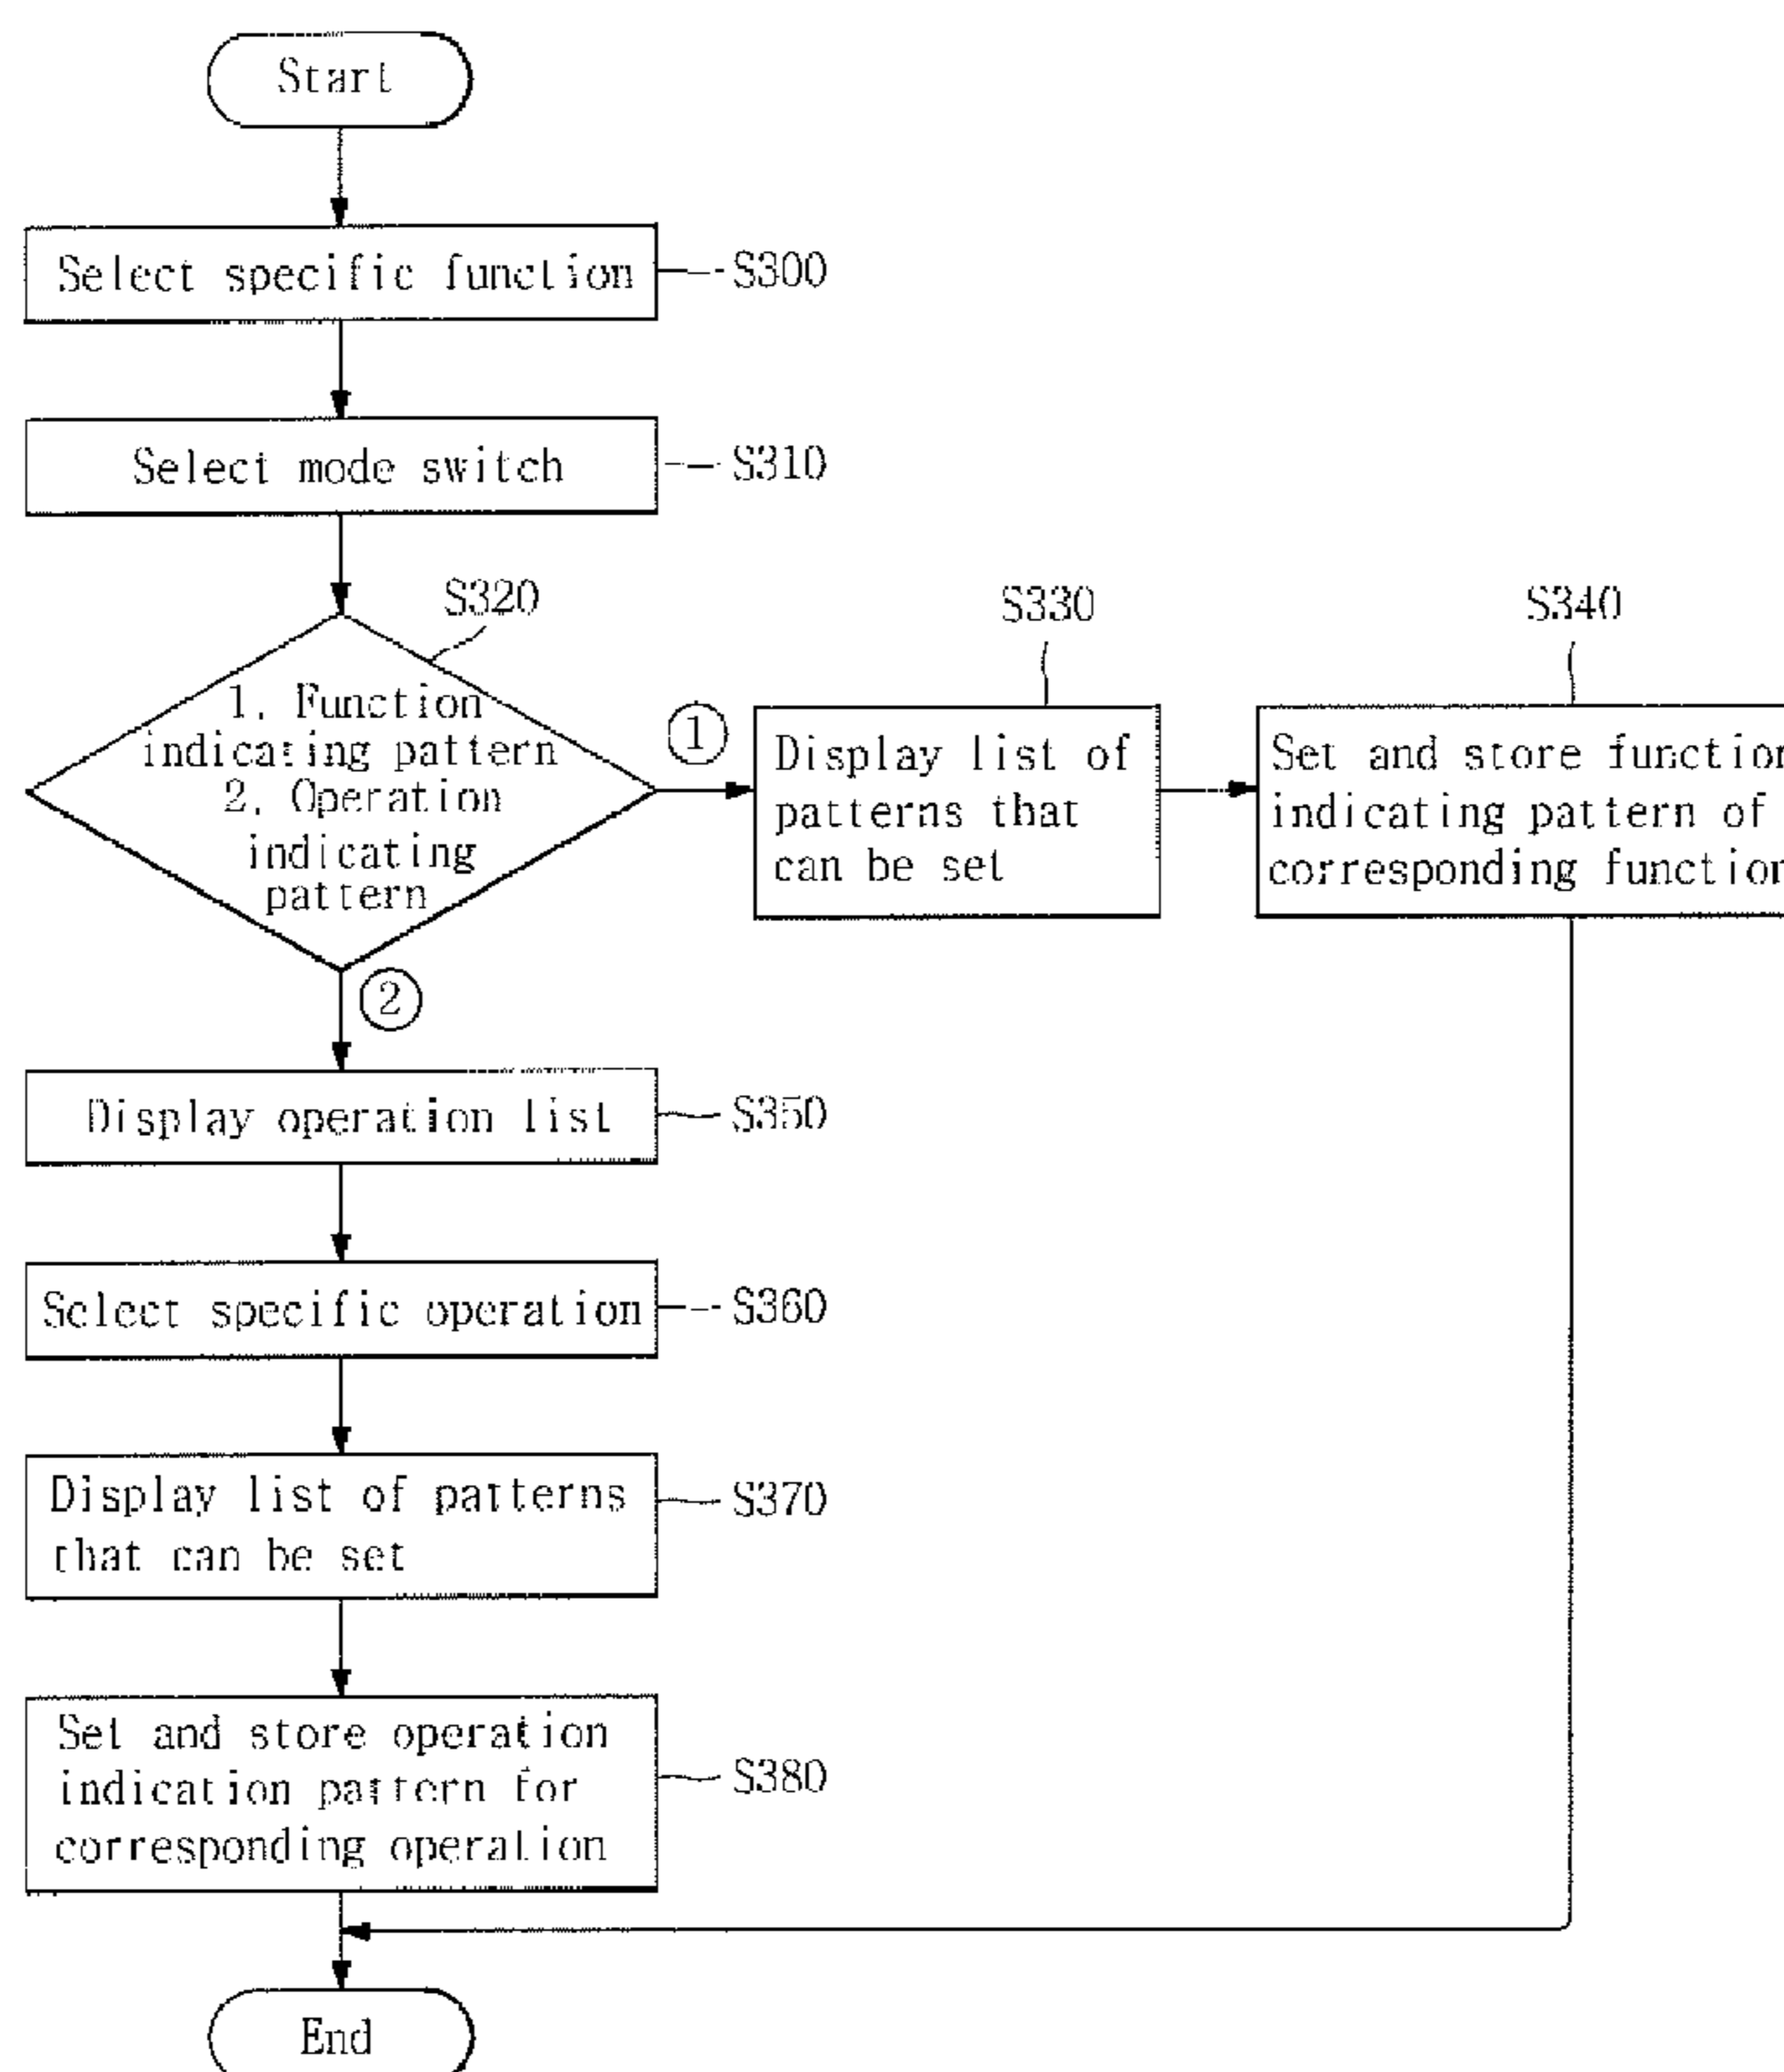 Start
Select specific function
S300
Select mode switch
S310
S320
1. Function
indicating pattern
2. Operation
indicating
pattern
1
S330
Display list of
patterns that
can be set
S340
Set and store function
indicating pattern of
corresponding function
2
Display operation list
S350
Select specific operation
S360
Display list of patterns
that can be set
S370
Set and store operation
indication pattern for
corresponding operation
S380
End